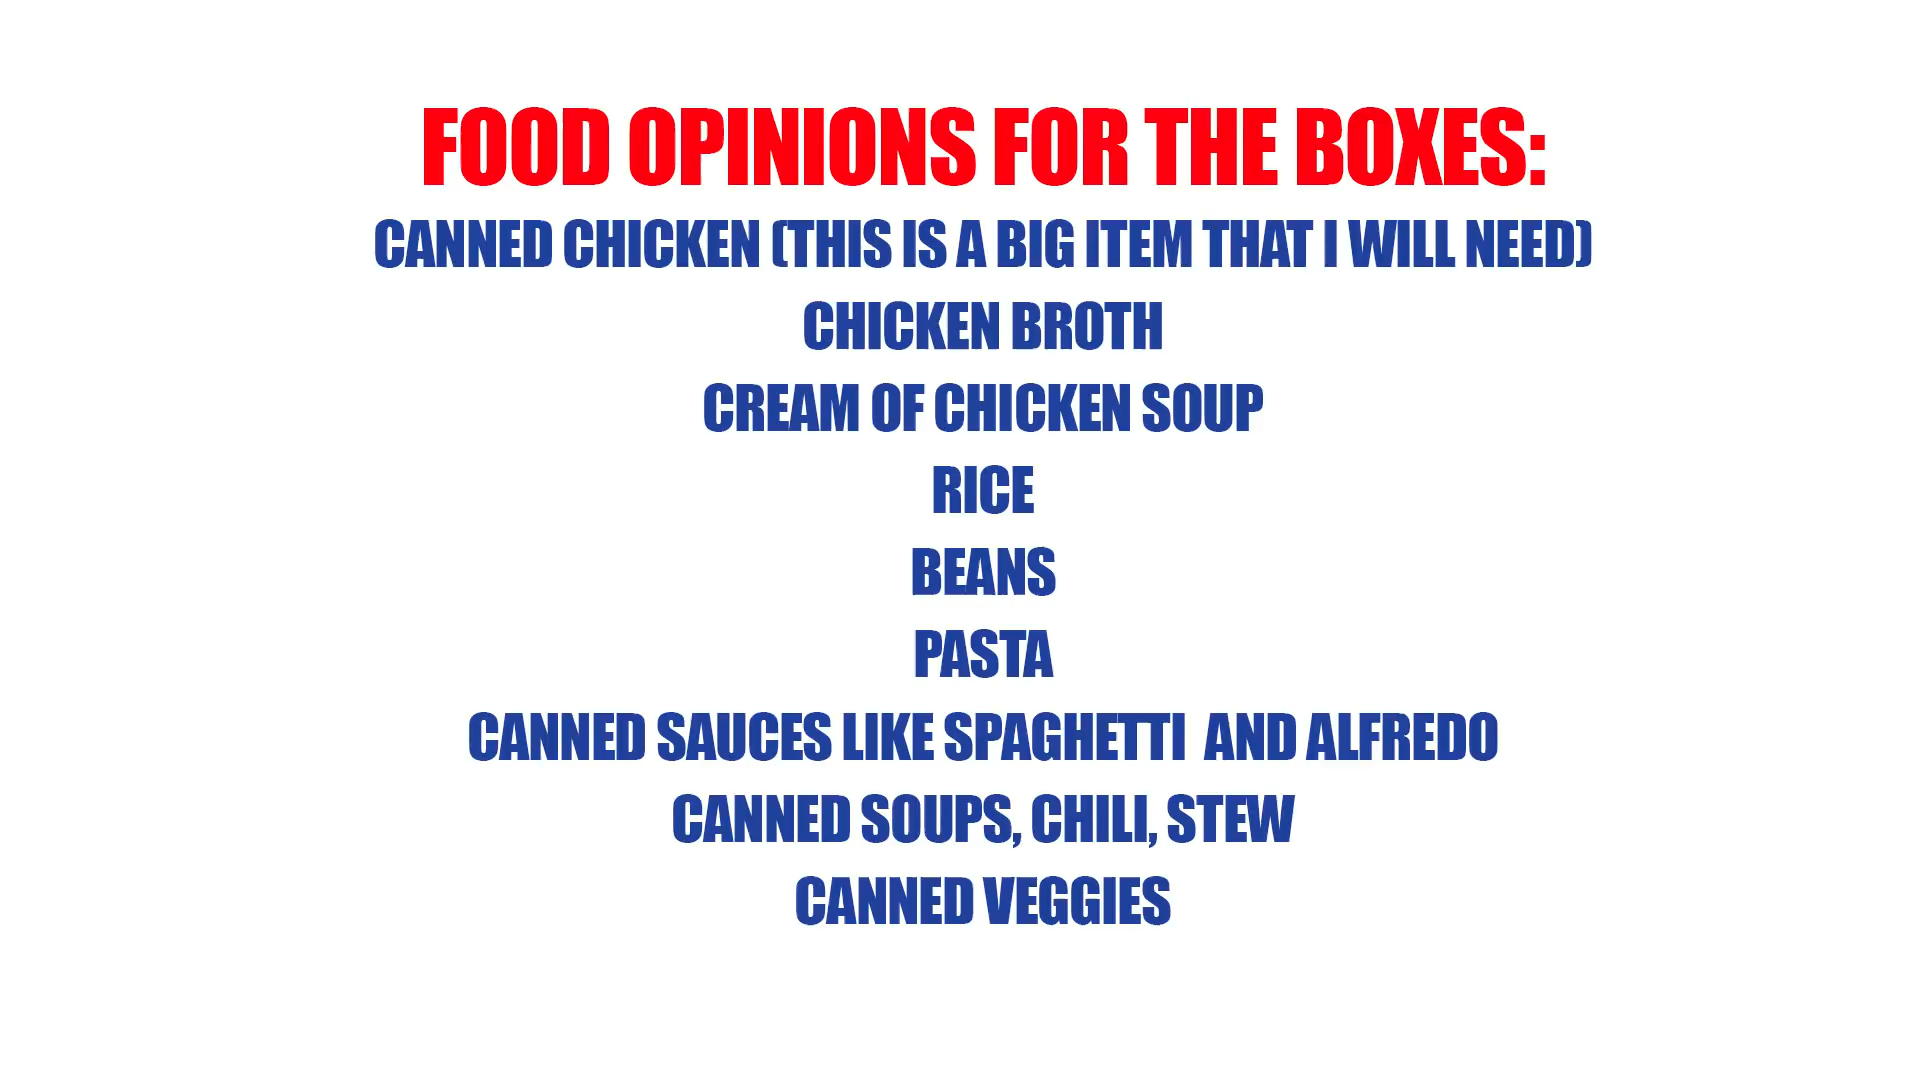 FOOD OPINIONS FOR THE BOXES:
CANNED CHICKEN (THIS IS A BIG ITEM THAT I WILL NEED)
CHICKEN BROTH
CREAM OF CHICKEN SOUP
RICE
BEANS
PASTA
CANNED SAUCES LIKE SPAGHETTI AND ALFREDO
CANNED SOUPS, CHILI, STEW
CANNED VEGGIES